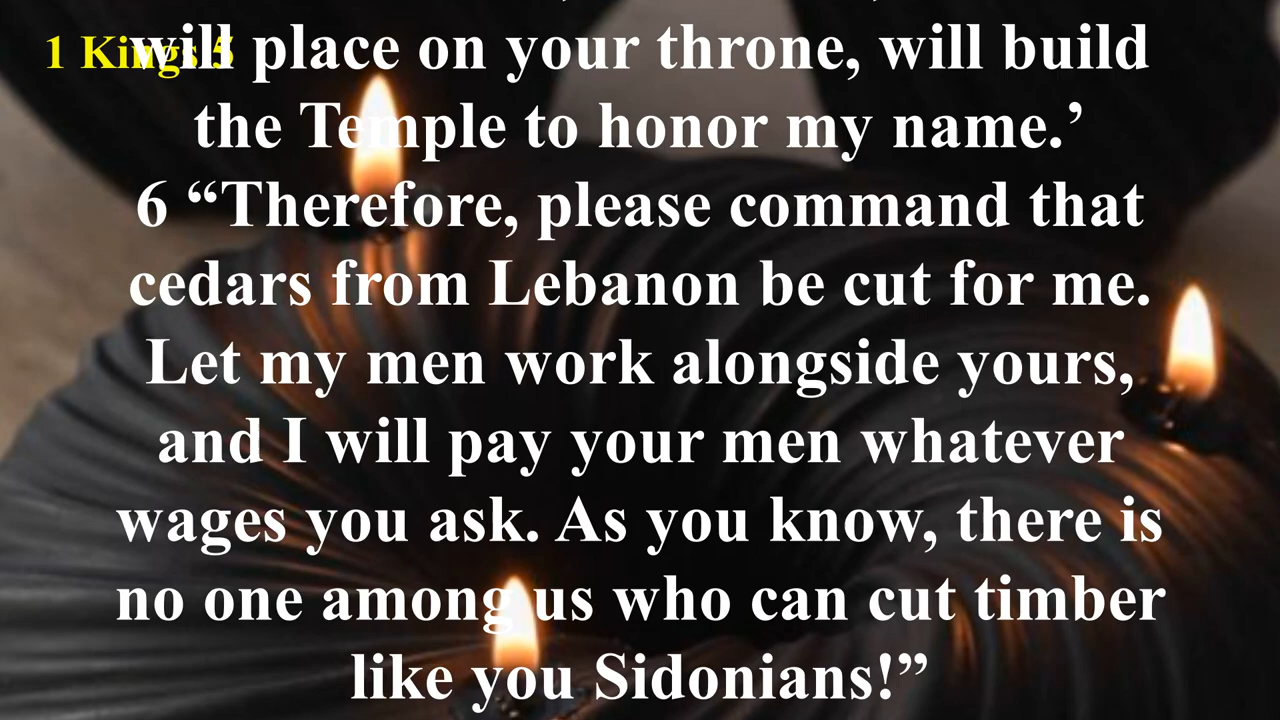 1 Kings 5
will place on your throne, will build
the Temple to honor my name.’
6 “Therefore, please command that
cedars from Lebanon be cut for me.
Let my men work alongside yours,
and I will pay your men whatever
wages you ask. As you know, there is
no one among us who can cut timber
like you Sidonians!”